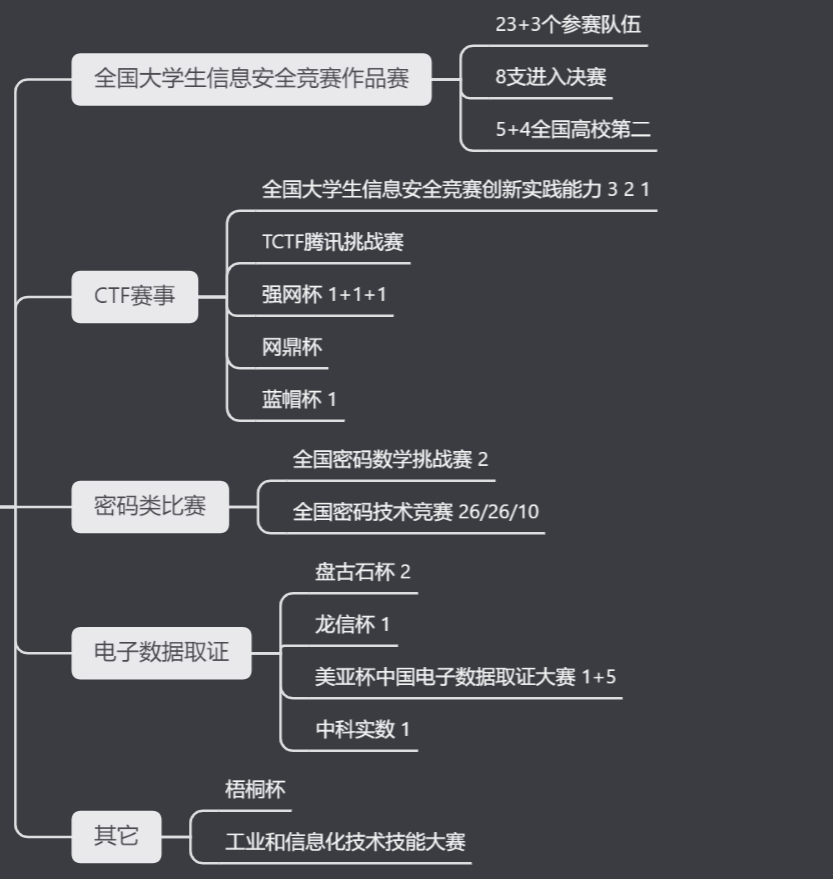 全国大学生信息安全竞赛作品赛
23+3个参赛队伍
8支进入决赛
5+4全国高校第二
CTF赛事
全国大学生信息安全竞赛创新实践能力 3 2 1
TCTF腾讯挑战赛
强网杯 1+1+1
网鼎杯
蓝帽杯 1
密码类比赛
全国密码数学挑战赛 2
全国密码技术竞赛 26/26/10
电子数据取证
盘古石杯 2
龙信杯 1
美亚杯中国电子数据取证大赛 1+5
中科实数 1
其它
梧桐杯
工业和信息化技术技能大赛